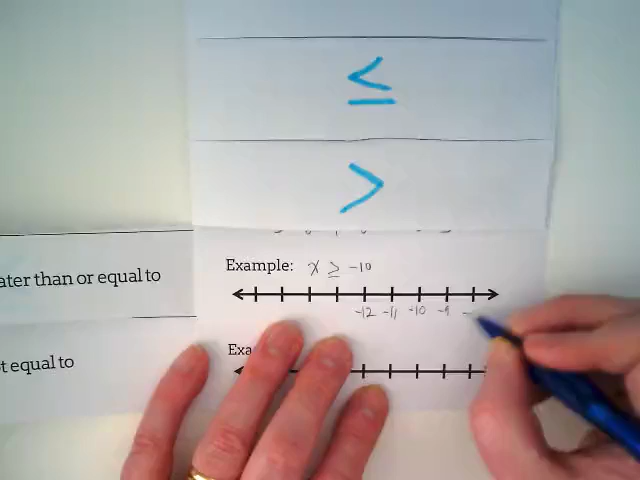 ≤
>
Example: x ≥ -10
ater than or equal to
-12 -11 -10 -9 -
Exa
t equal to